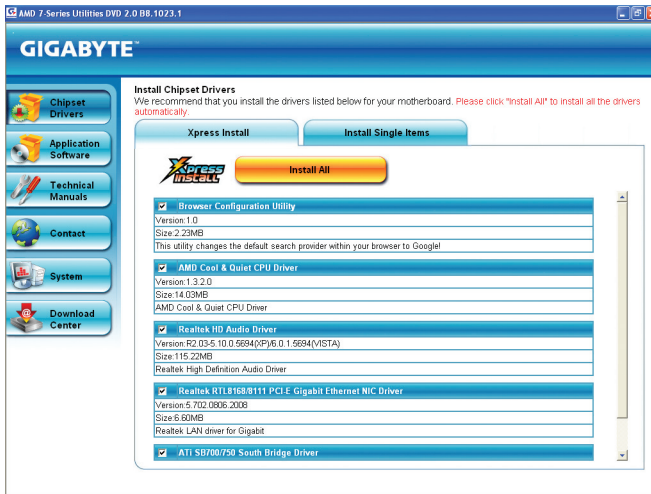 AMD 7-Series Utilities DVD 2.0 B8.1023.1
GIGABYTE™
Chipset
Drivers
Application
Software
Technical
Manuals
Contact
System
Download
Center
Install Chipset Drivers
We recommend that you install the drivers listed below for your motherboard. Please click "Install All" to install all the drivers
automatically.
Xpress Install
Install Single Items
Xpress
INSTALL
Install All
Browser Configuration Utility
Version:1.0
Size:2.23MB
This utility changes the default search provider within your browser to Google!
AMD Cool & Quiet CPU Driver
Version:1.3.2.0
Size:14.03MB
AMD Cool & Quiet CPU Driver
Realtek HD Audio Driver
Version:R2.03-5.10.0.5694(XP)/6.0.1.5694(VISTA)
Size:115.22MB
Realtek High Definition Audio Driver
Realtek RTL8168/8111 PCI-E Gigabit Ethernet NIC Driver
Version:5.702.0806.2008
Size:6.60MB
Realtek LAN driver for Gigabit
ATi SB700/750 South Bridge Driver